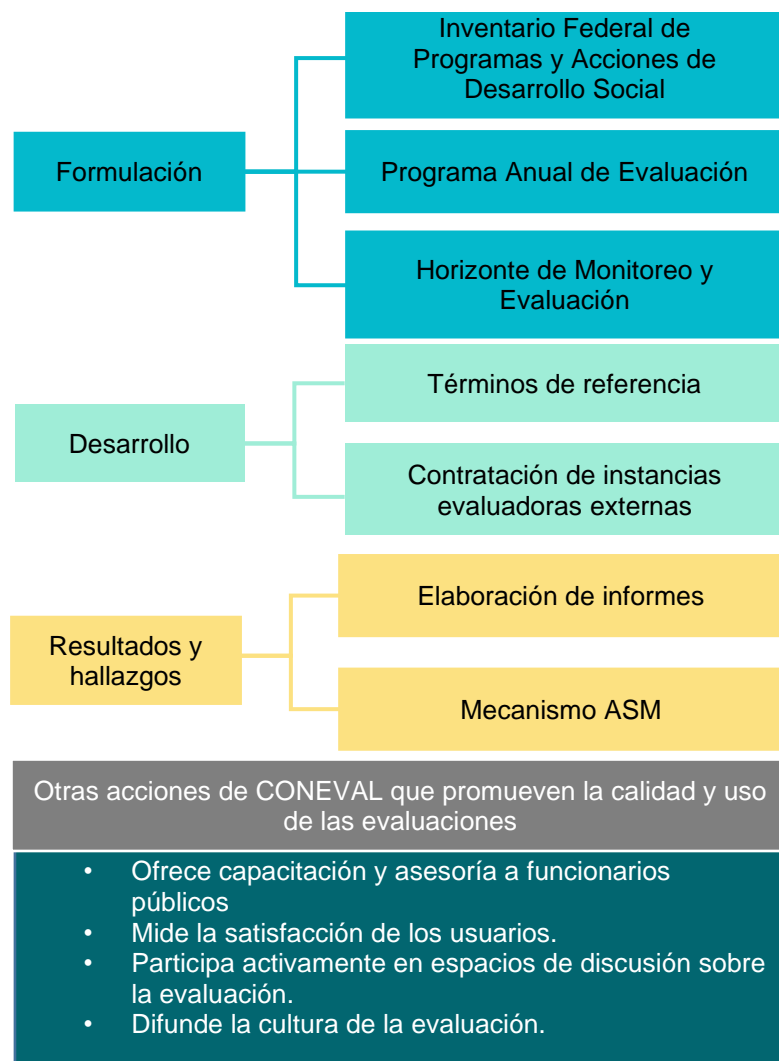 Inventario Federal de
Programas y Acciones de
Desarrollo Social
Formulación
Programa Anual de Evaluación
Horizonte de Monitoreo y
Evaluación
Términos de referencia
Desarrollo
Contratación de instancias
evaluadoras externas
Elaboración de informes
Resultados y
hallazgos
Mecanismo ASM
Otras acciones de CONEVAL que promueven la calidad y uso
de las evaluaciones
• Ofrece capacitación y asesoría a funcionarios
públicos
• Mide la satisfacción de los usuarios.
• Participa activamente en espacios de discusión sobre
la evaluación.
• Difunde la cultura de la evaluación.